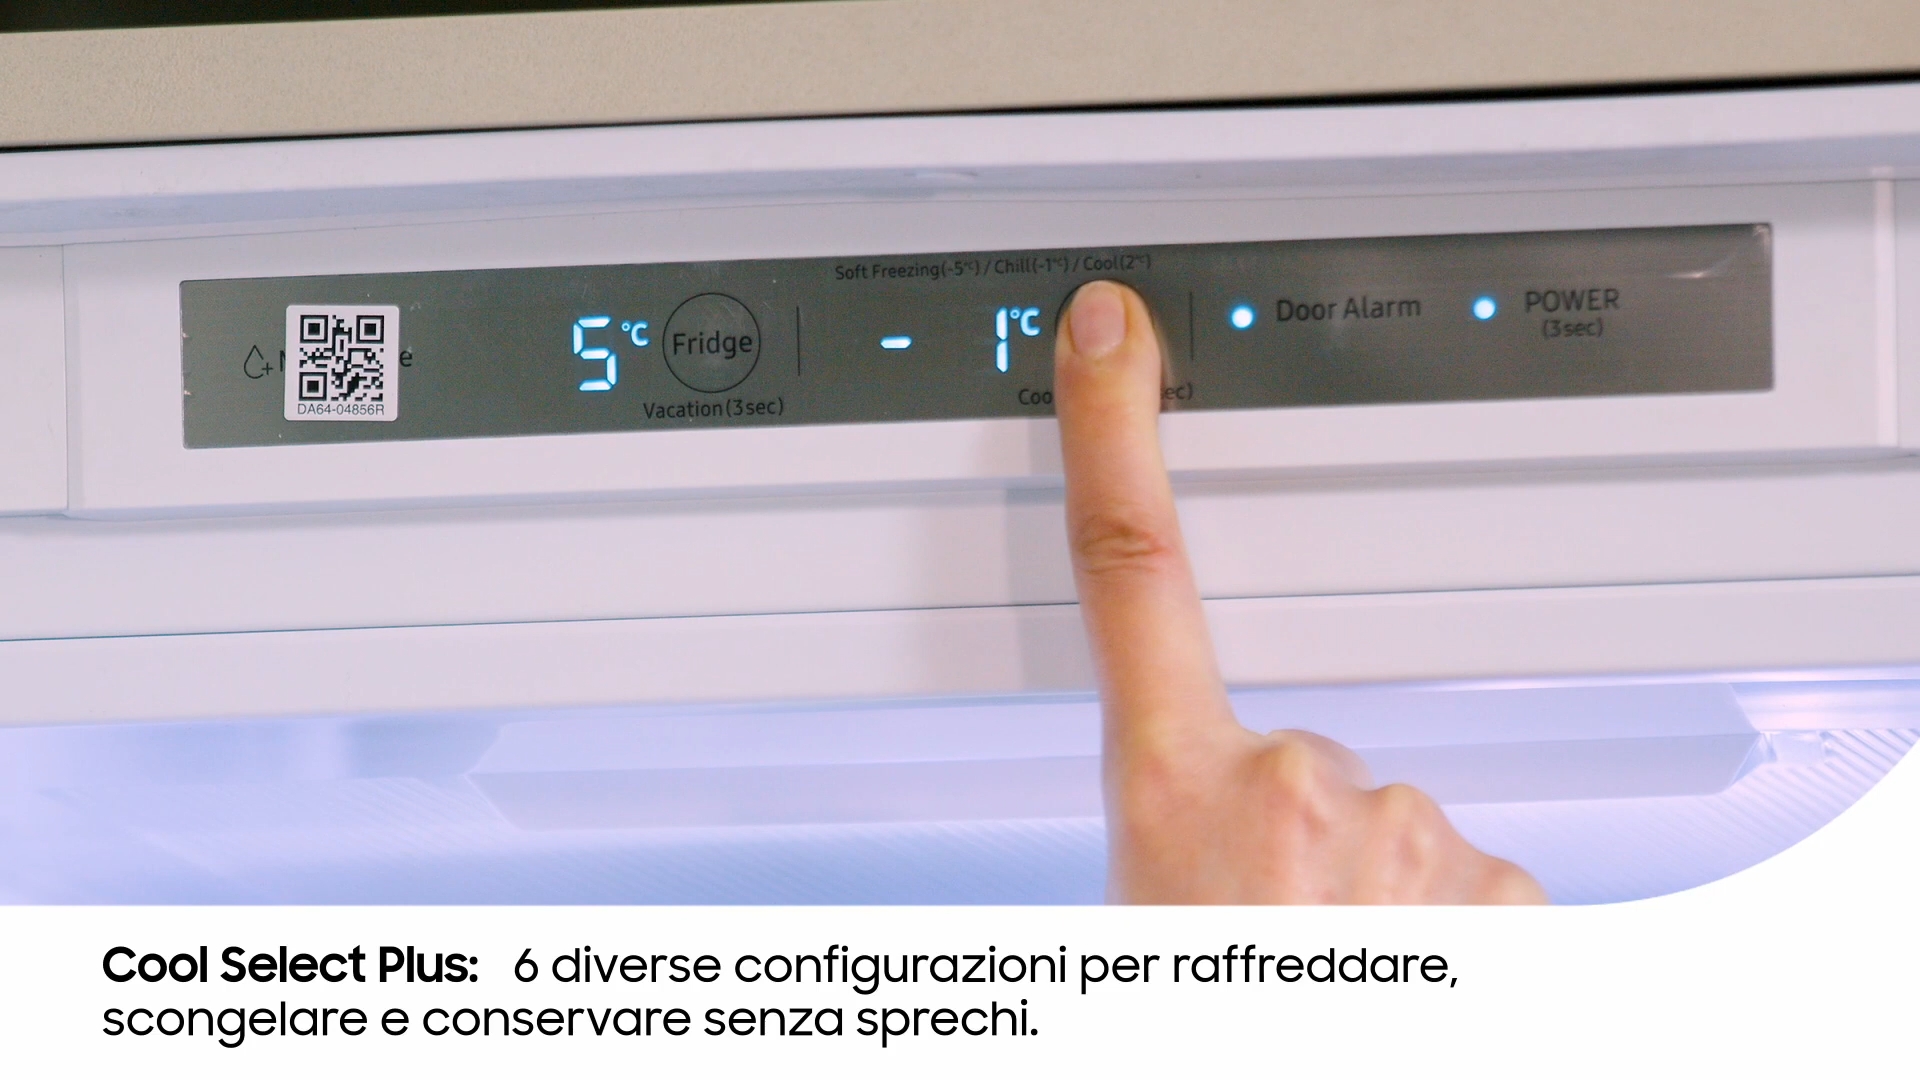 Soft Freezing(-5°C) / Chill(-1°C) / Cool(2°C)
5°C Fridge - 1°C Door Alarm POWER
(3sec)
DA64-04856R
Vacation(3sec)
Cool Select Plus: 6 diverse configurazioni per raffreddare,
scongelare e conservare senza sprechi.